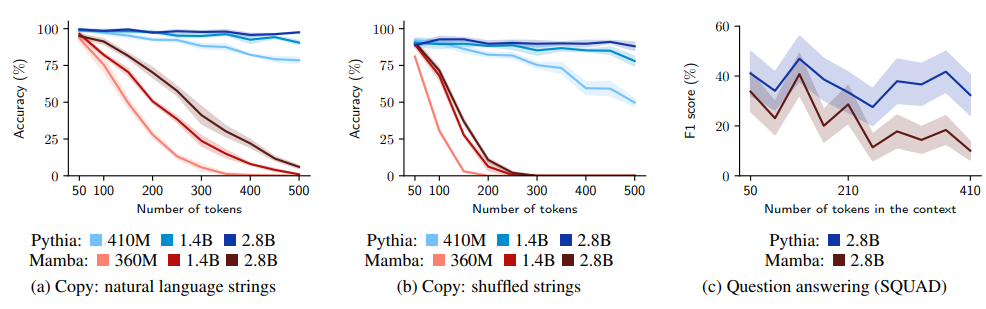 100
75
50
25
0
Accuracy (%)
50 100 200 300 400 500
Number of tokens
Pythia: 410M 1.4B 2.8B
Mamba: 360M 1.4B 2.8B
(a) Copy: natural language strings
100
75
50
25
0
Accuracy (%)
50 100 200 300 400 500
Number of tokens
Pythia: 410M 1.4B 2.8B
Mamba: 360M 1.4B 2.8B
(b) Copy: shuffled strings
60
40
20
0
F1 score (%)
50 210 410
Number of tokens in the context
Pythia: 2.8B
Mamba: 2.8B
(c) Question answering (SQUAD)